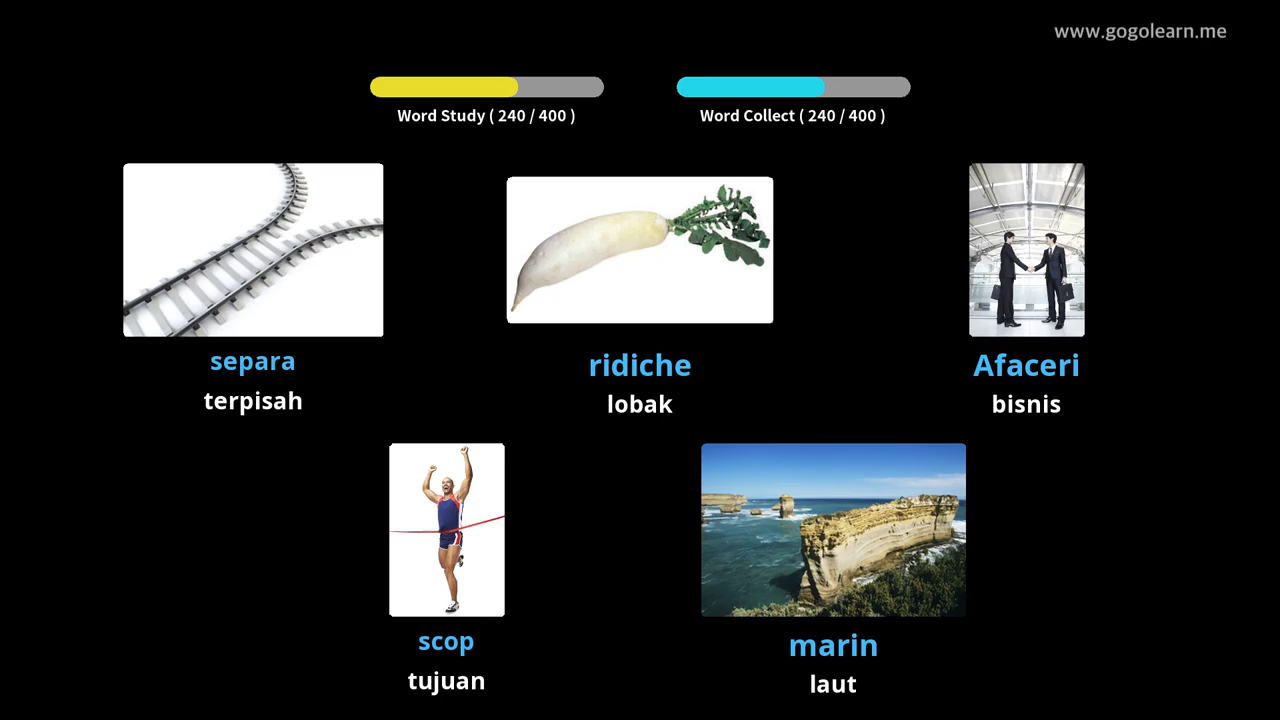 www.gogolearn.me
Word Study ( 240 / 400 )
Word Collect ( 240 / 400 )
separa
terpisah
ridiche
lobak
Afaceri
bisnis
scop
tujuan
marin
laut